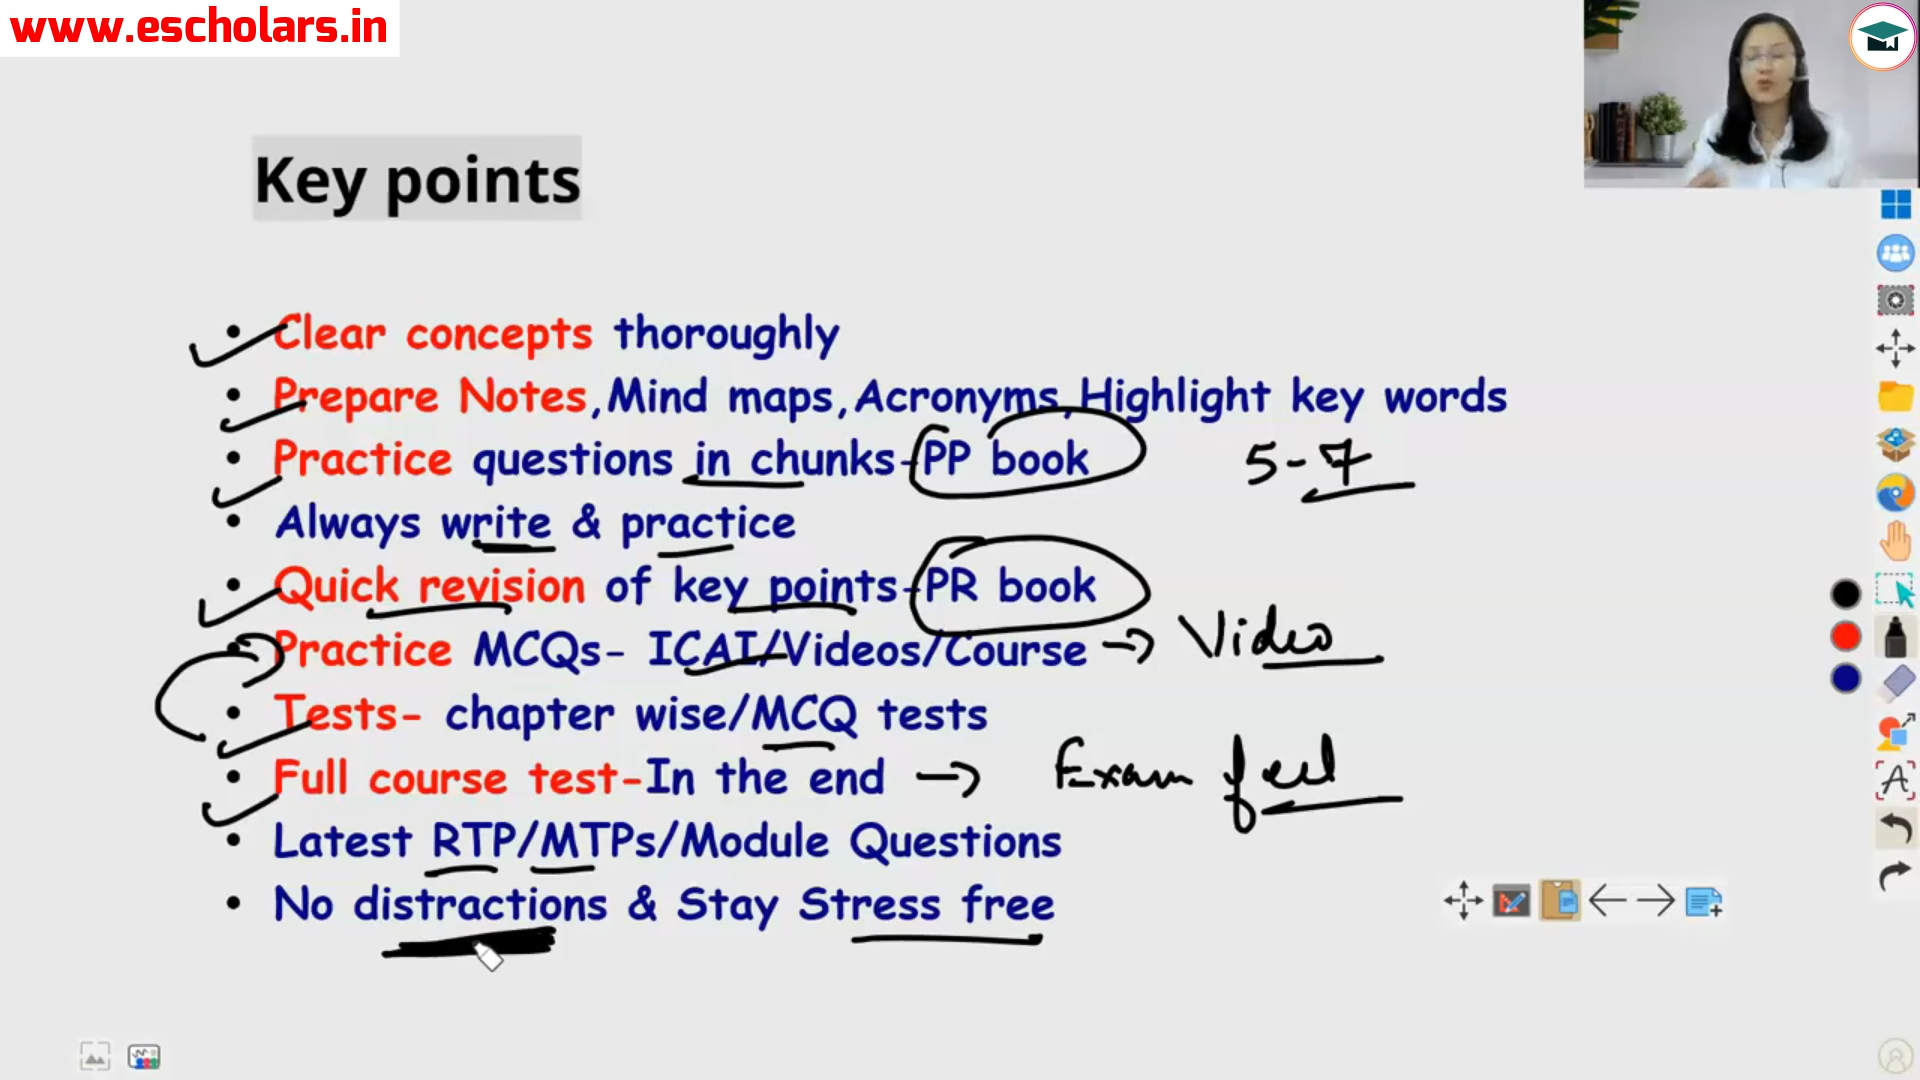 www.escholars.in
Key points
• Clear concepts thoroughly
• Prepare Notes,Mind maps,Acronyms,Highlight key words
• Practice questions in chunks-PP book 5-7
• Always write & practice
• Quick revision of key points-PR book
• Practice MCQs- ICAI/Videos/Course → Video
• Tests- chapter wise/MCQ tests
• Full course test-In the end → Exam feel
• Latest RTP/MTPs/Module Questions
• No distractions & Stay Stress free